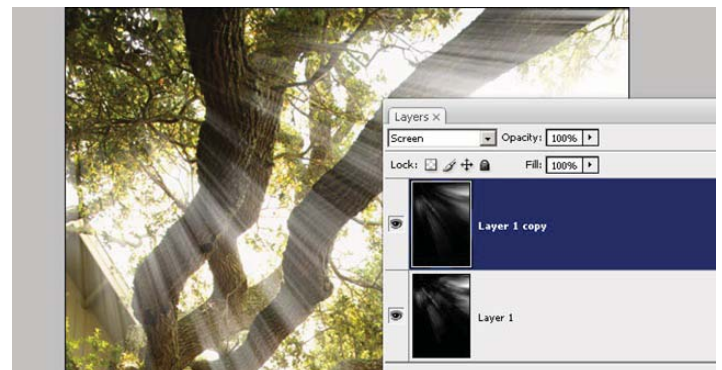 Layers ×
Screen Opacity: 100%
Lock: Fill: 100%
Layer 1 copy
Layer 1